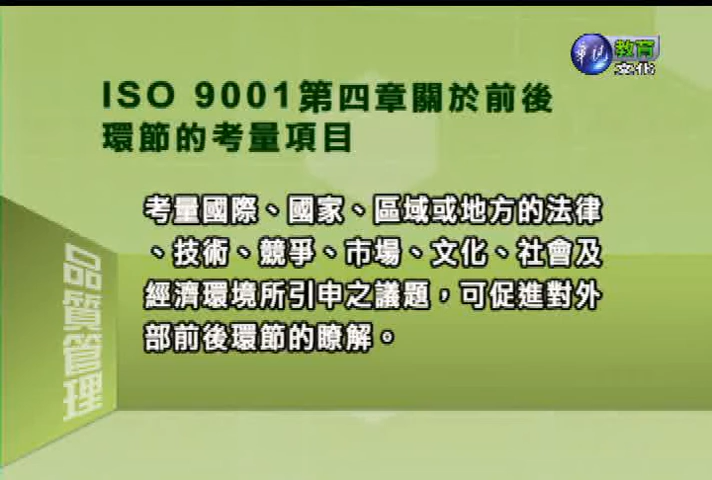 華視
教育
文化
ISO 9001第四章關於前後
環節的考量項目
考量國際、國家、區域或地方的法律
、技術、競爭、市場、文化、社會及
經濟環境所引申之議題，可促進對外
部前後環節的瞭解。
品質管理